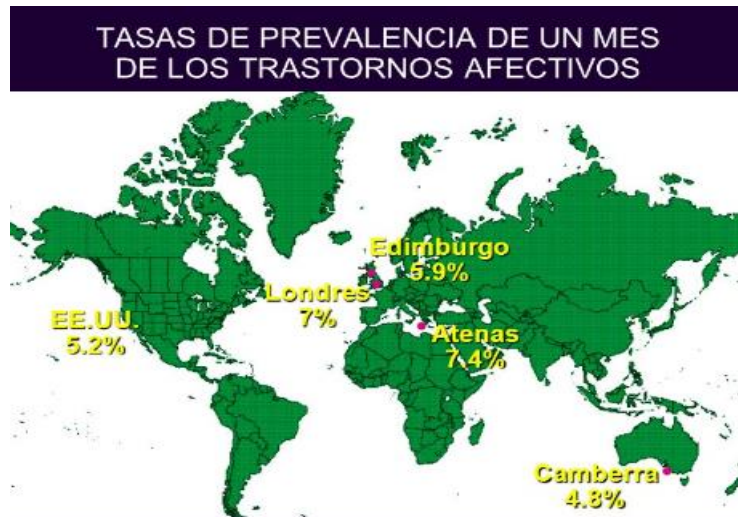 TASAS DE PREVALENCIA DE UN MES
DE LOS TRASTORNOS AFECTIVOS
Edimburgo
5.9%
Londres
7%
EE.UU.
5.2%
Atenas
7.4%
Camberra
4.8%